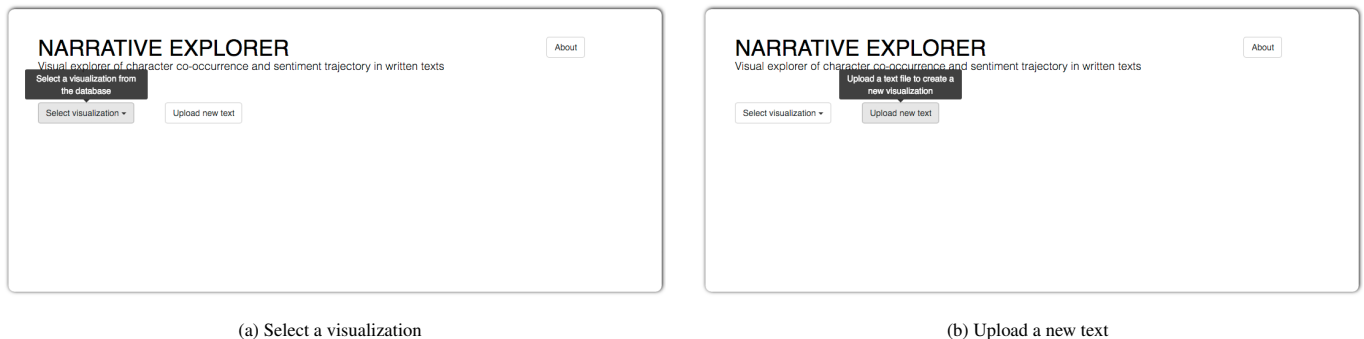 NARRATIVE EXPLORER
About
Visual explorer of character co-occurrence and sentiment trajectory in written texts
Select a visualization from
the database
Select visualization
Upload new text
(a) Select a visualization
NARRATIVE EXPLORER
About
Visual explorer of character co-occurrence and sentiment trajectory in written texts
Upload a text file to create a
new visualization
Select visualization
Upload new text
(b) Upload a new text